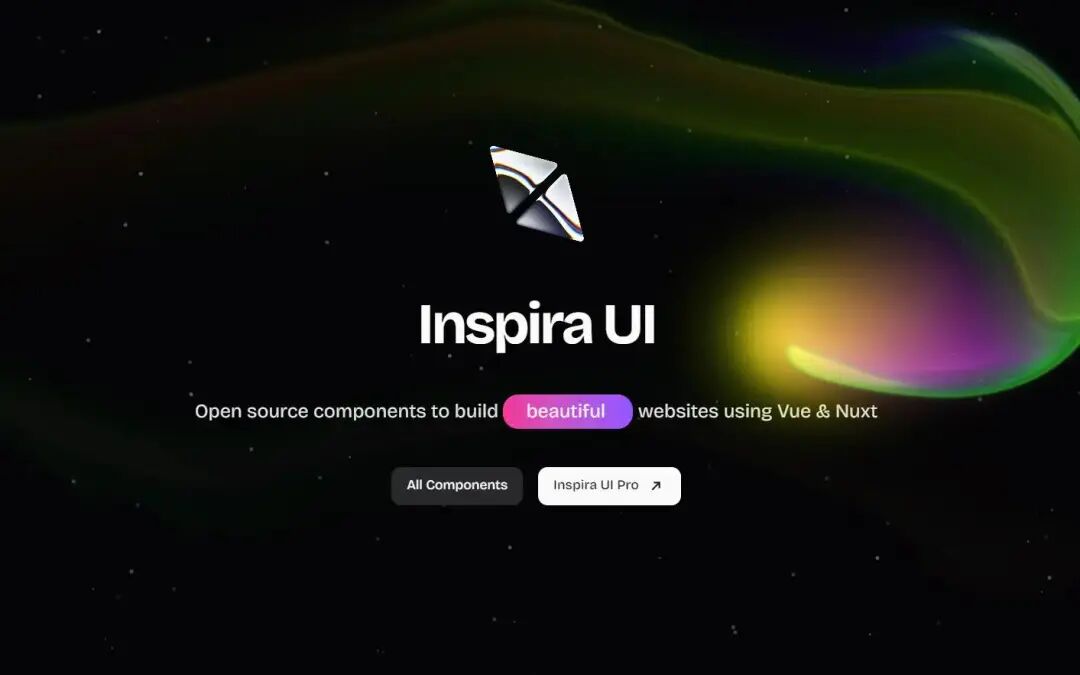 Inspira UI
Open source components to build beautiful websites using Vue & Nuxt
All Components
Inspira UI Pro